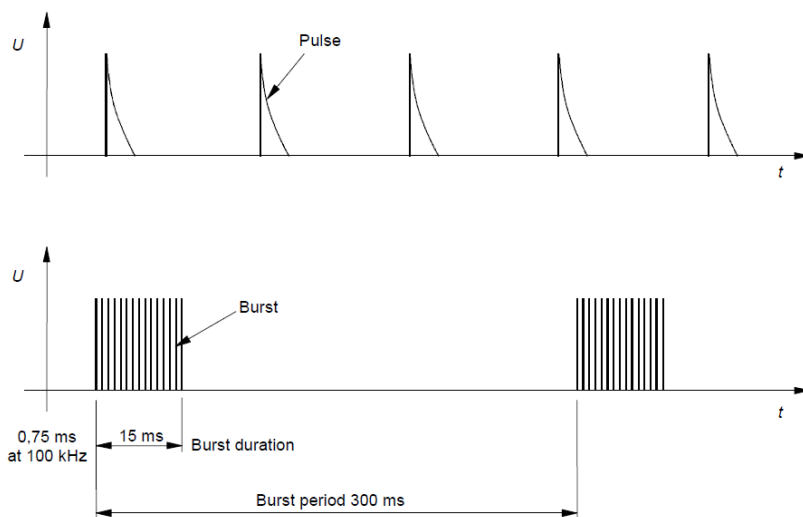 U
Pulse
t
U
Burst
t
0,75 ms
at 100 kHz
15 ms
Burst duration
Burst period 300 ms